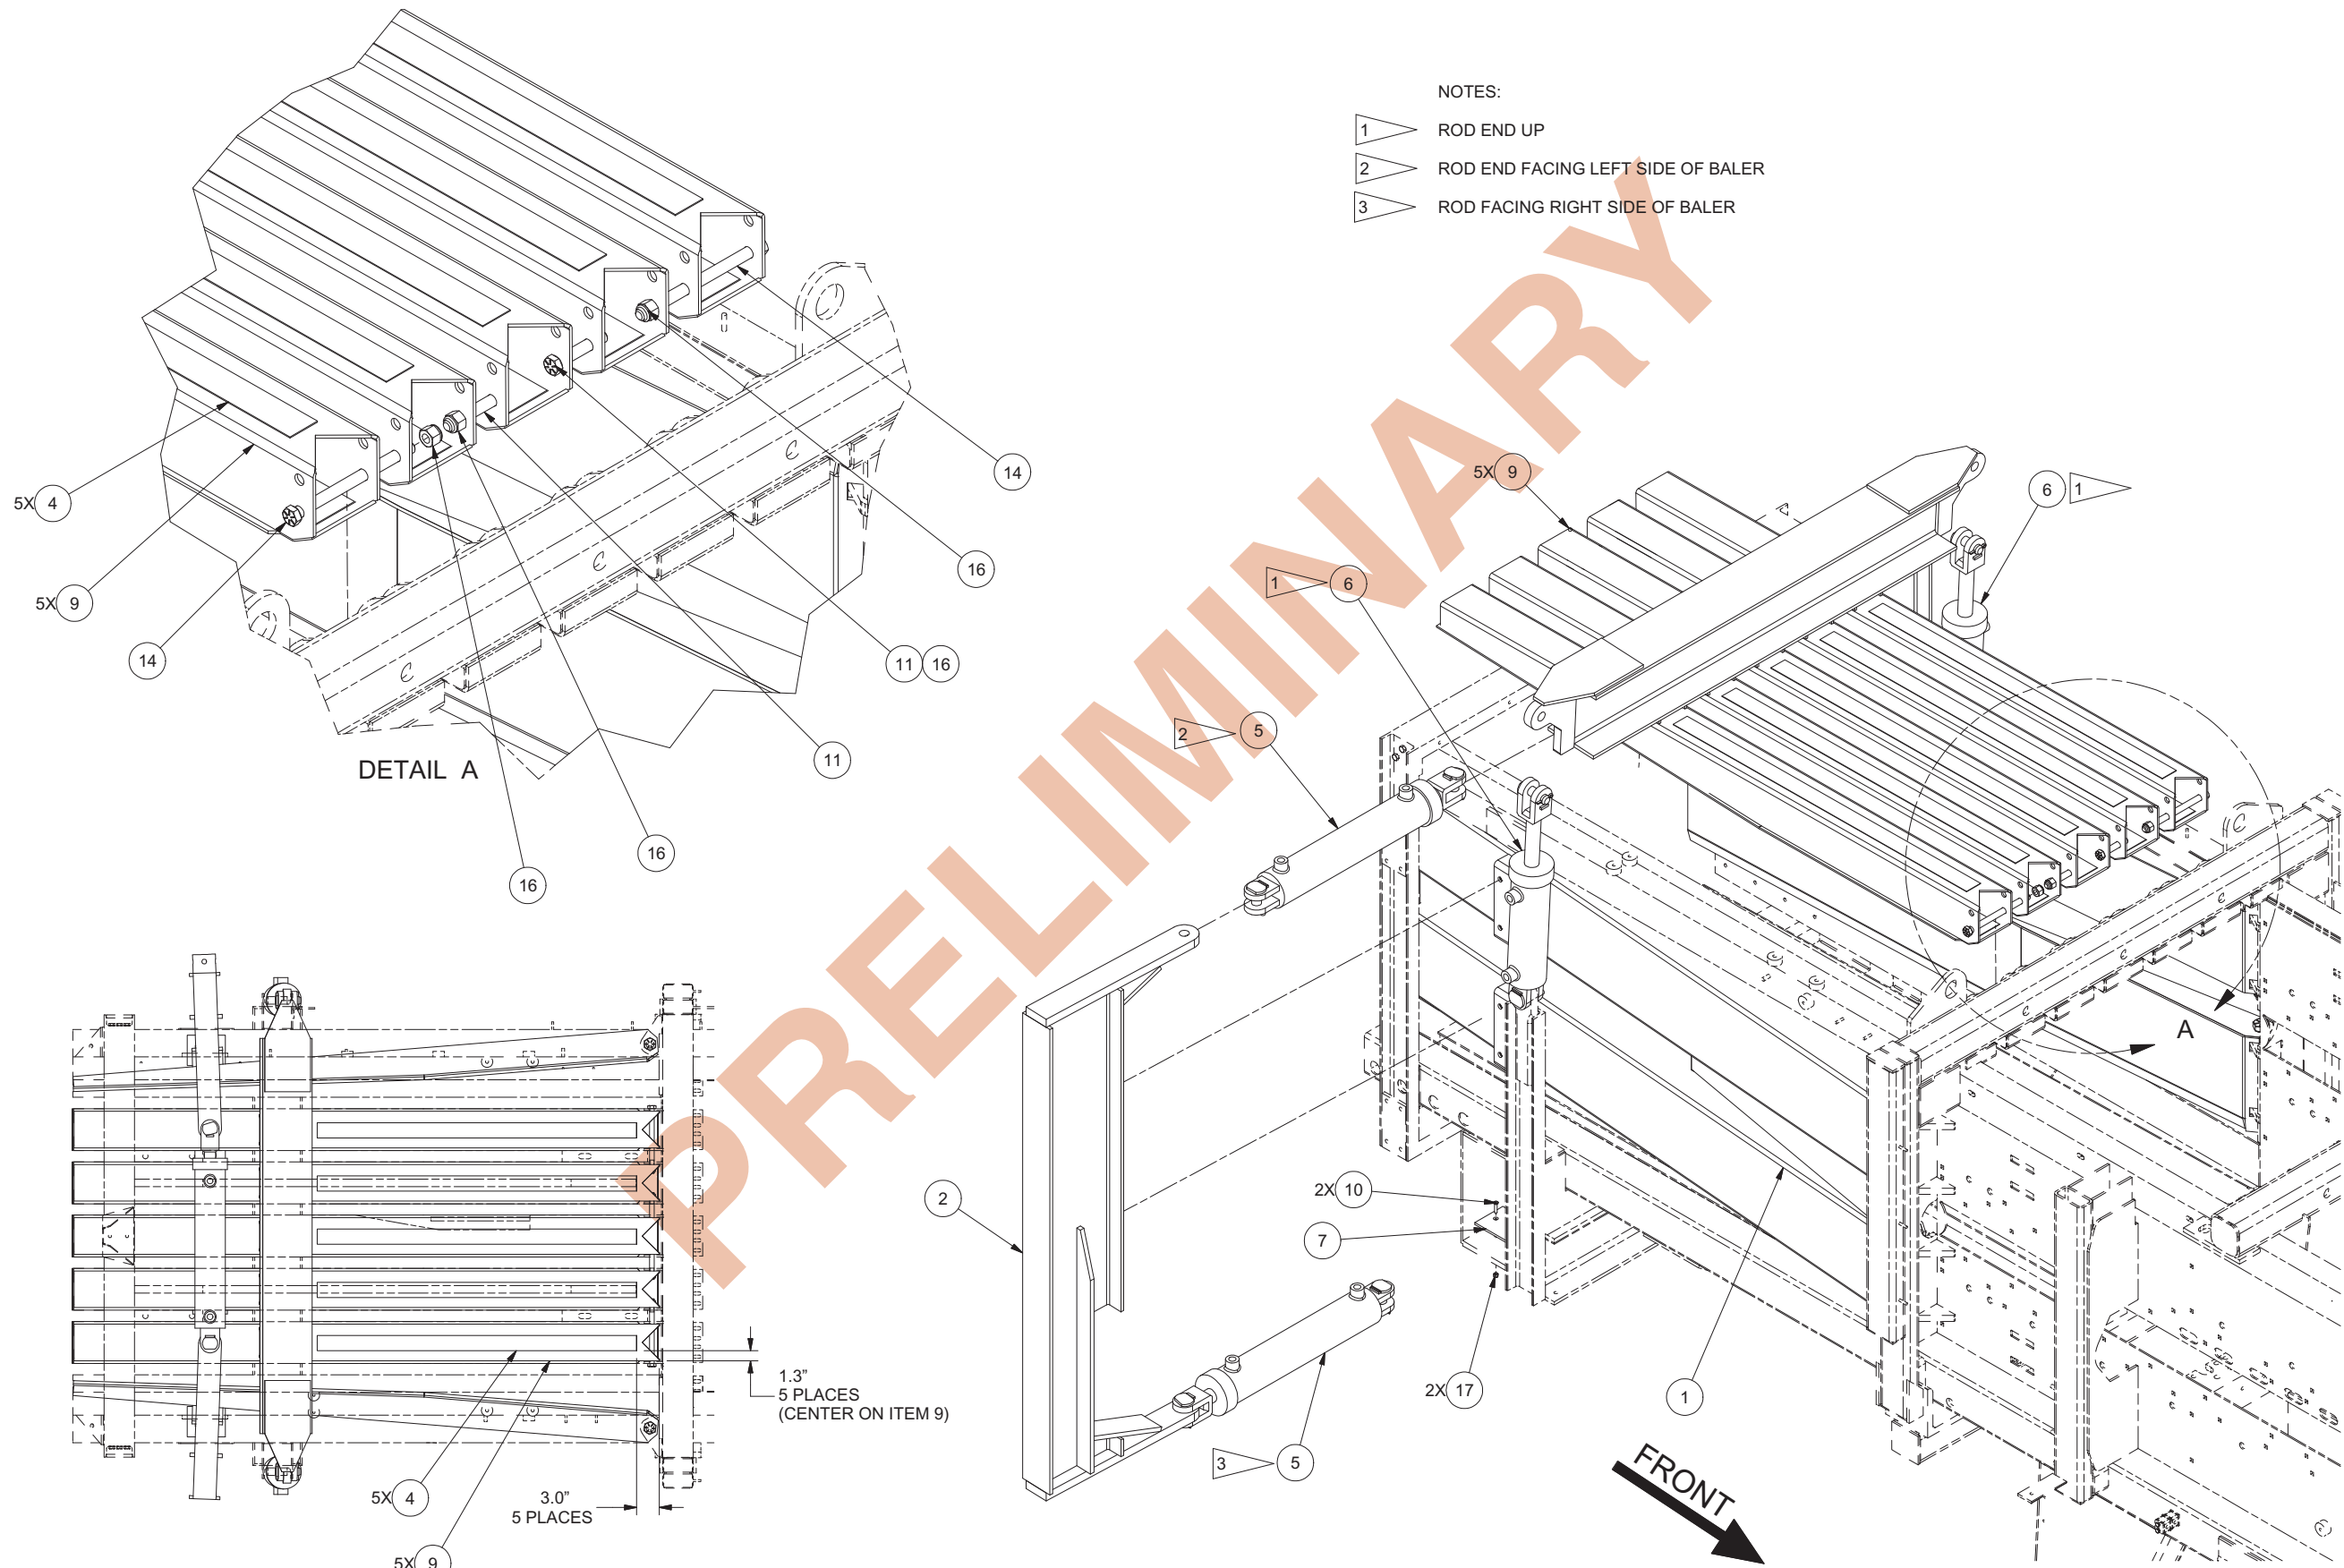 NOTES:
1 ROD END UP
2 ROD END FACING LEFT SIDE OF BALER
3 ROD FACING RIGHT SIDE OF BALER
5X 4
5X 9
14
14
16
11 16
11
16
16
DETAIL A
5X 9
6 1
1 6
2 5
A
2
2X 10
7
2X 17
1
3 5
FRONT
1.3"
5 PLACES
(CENTER ON ITEM 9)
3.0"
5 PLACES
5X 4
5X 9
PRELIMINARY